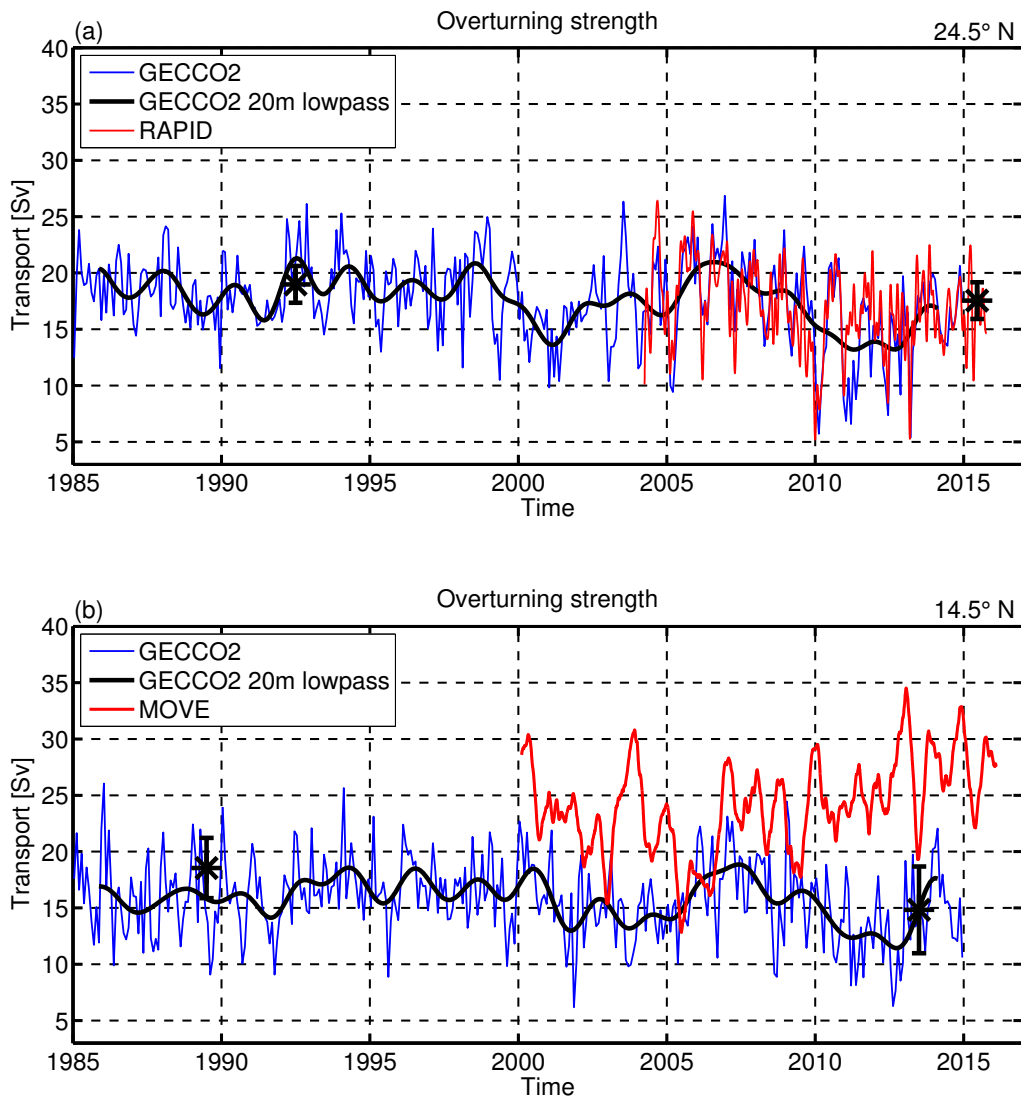 (a)
Overturning strength
24.5° N
GECCO2
GECCO2 20m lowpass
RAPID
Transport [Sv]
40
35
30
25
20
15
10
5
1985
1990
1995
2000
2005
2010
2015
Time
(b)
Overturning strength
14.5° N
GECCO2
GECCO2 20m lowpass
MOVE
Transport [Sv]
40
35
30
25
20
15
10
5
1985
1990
1995
2000
2005
2010
2015
Time